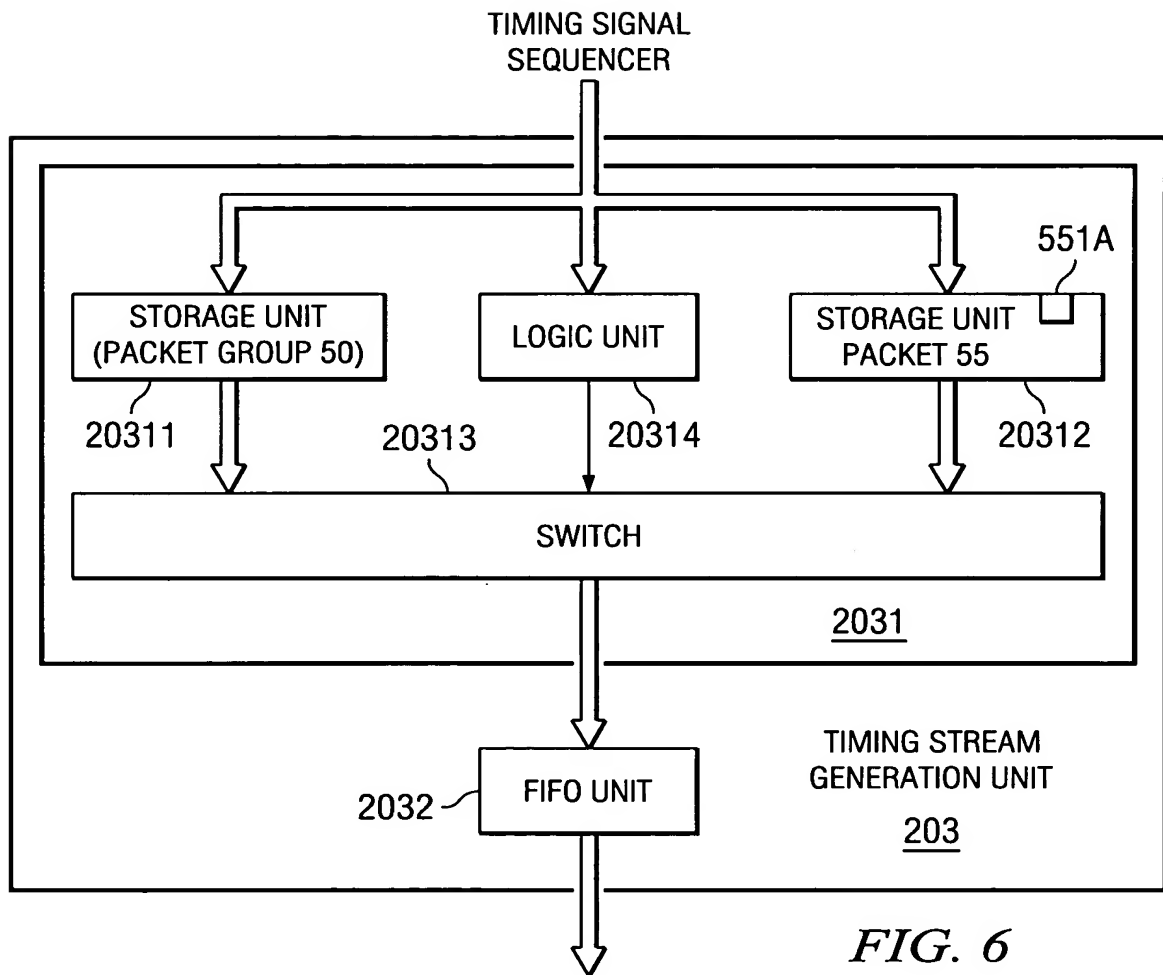 TIMING SIGNAL
SEQUENCER
551A
STORAGE UNIT
(PACKET GROUP 50)
LOGIC UNIT
STORAGE UNIT
PACKET 55
20311
20313
20314
20312
SWITCH
2031
TIMING STREAM
GENERATION UNIT
203
FIFO UNIT
2032
FIG. 6